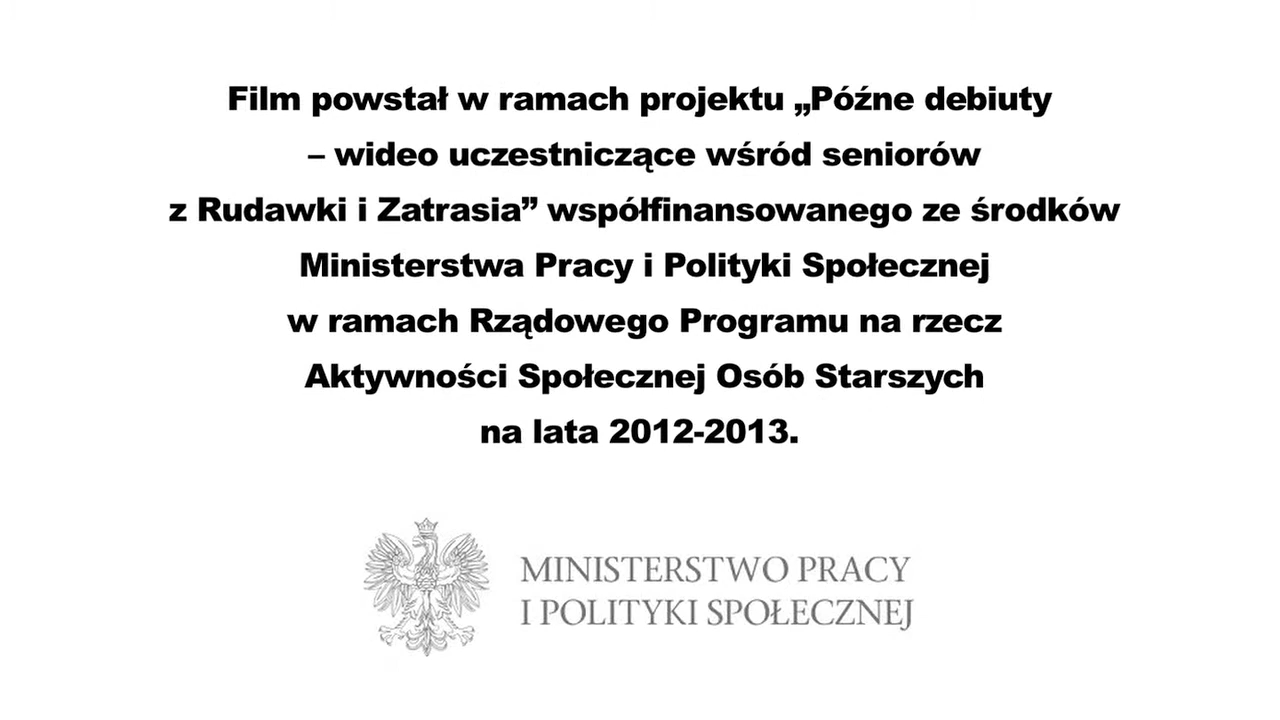 Film powstał w ramach projektu „Późne debiuty
– wideo uczestniczące wśród seniorów
z Rudawki i Zatrasia” współfinansowanego ze środków
Ministerstwa Pracy i Polityki Społecznej
w ramach Rządowego Programu na rzecz
Aktywności Społecznej Osób Starszych
na lata 2012-2013.
MINISTERSTWO PRACY
I POLITYKI SPOŁECZNEJ